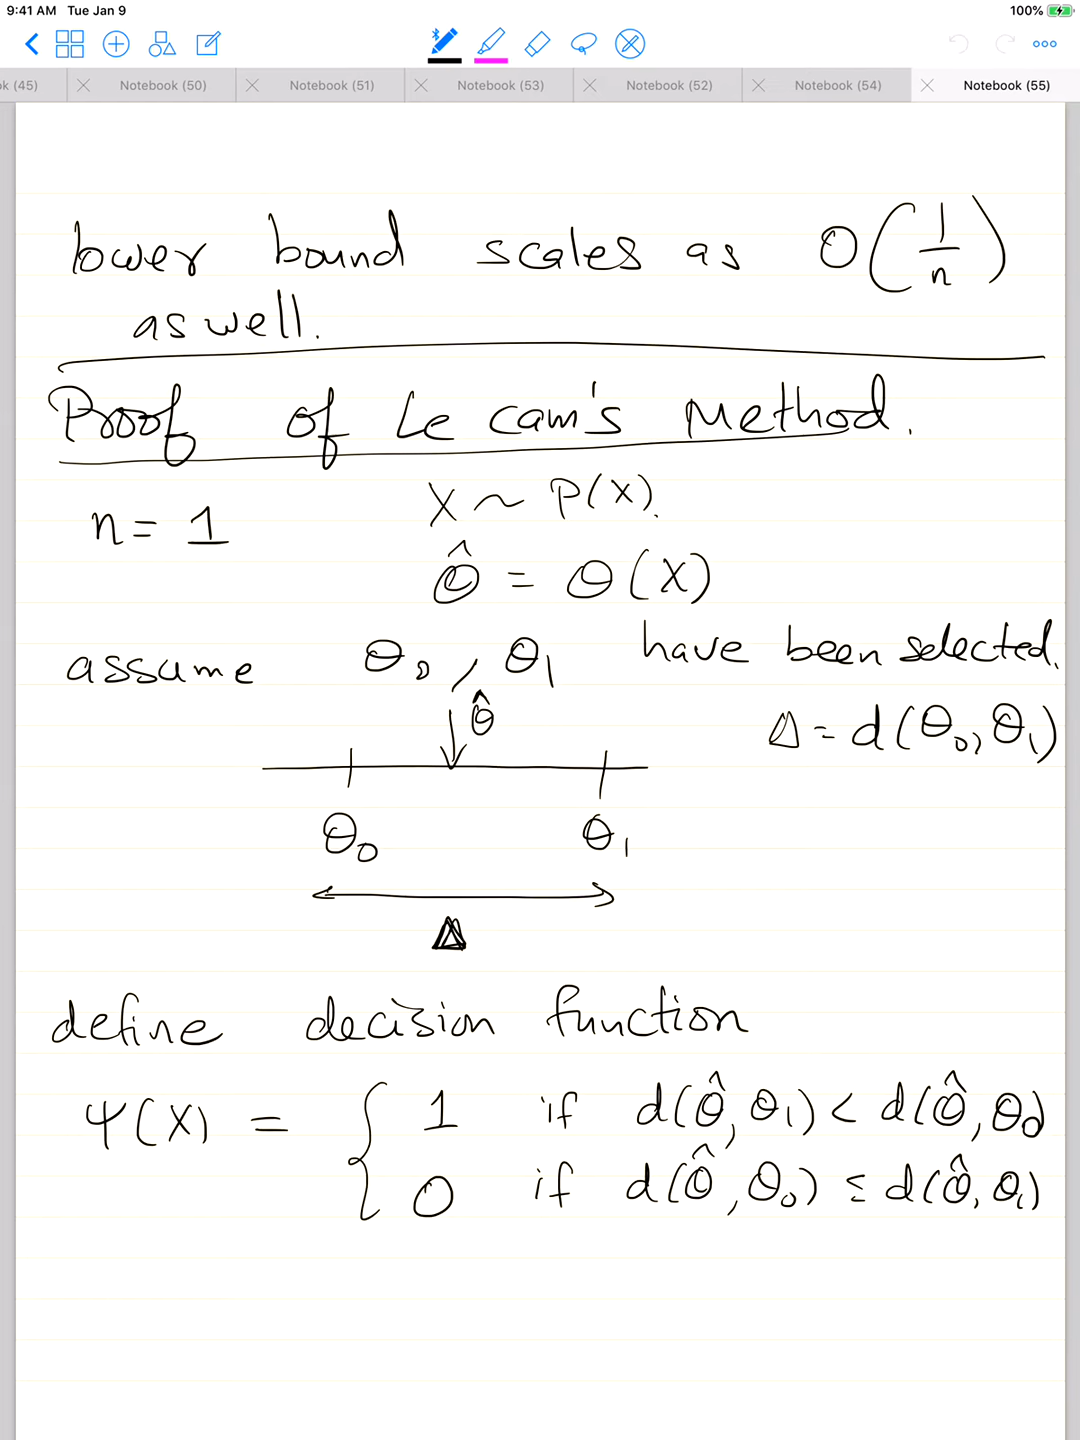 9:41 AM Tue Jan 9 100%
k (45) Notebook (50) Notebook (51) Notebook (53) Notebook (52) Notebook (54) Notebook (55)
lower bound scales as O(1/n)
as well.
Proof of Le Cam's Method.
n = 1 X ~ P(X).
θ̂ = θ(X)
assume θ₀, θ₁ have been selected.
θ̂ Δ = d(θ₀, θ₁)
θ₀ θ₁
Δ
define decision function
Ψ(X) = { 1 if d(θ̂, θ₁) < d(θ̂, θ₀)
0 if d(θ̂, θ₀) ≤ d(θ̂, θ₁)